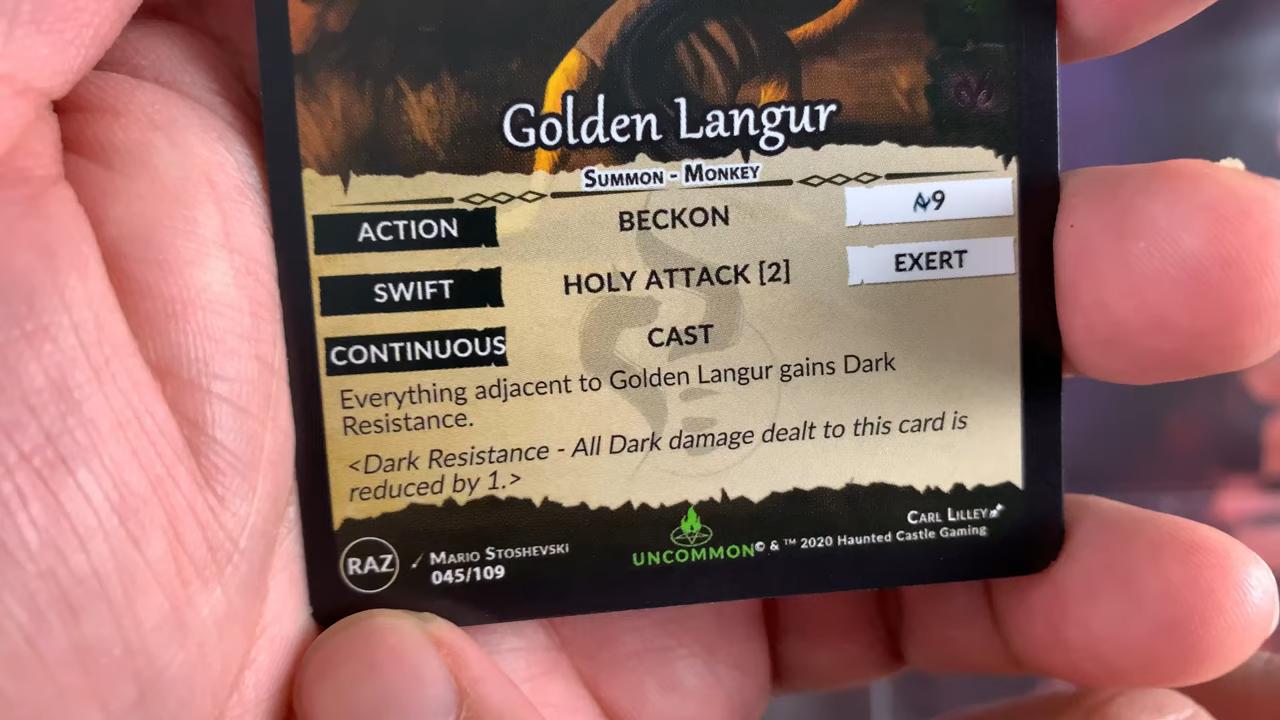 Golden Langur
SUMMON - MONKEY
ACTION BECKON 9
SWIFT HOLY ATTACK [2] EXERT
CONTINUOUS CAST
Everything adjacent to Golden Langur gains Dark
Resistance.
<Dark Resistance - All Dark damage dealt to this card is
reduced by 1.>
RAZ
MARIO STOSHEVSKI
045/109
UNCOMMON
CARL LILLEY
© & ™ 2020 Haunted Castle Gaming